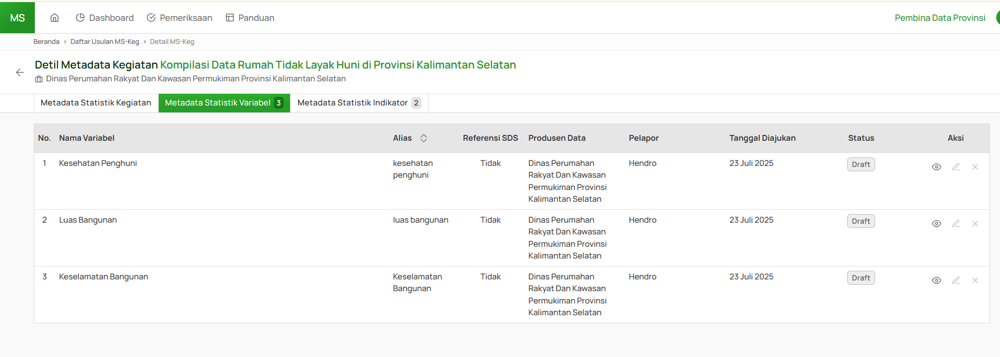 MS Dashboard Pemeriksaan Panduan Pembina Data Provinsi
Beranda > Daftar Usulan MS-Keg > Detail MS-Keg
Detil Metadata Kegiatan Kompilasi Data Rumah Tidak Layak Huni di Provinsi Kalimantan Selatan
Dinas Perumahan Rakyat Dan Kawasan Permukiman Provinsi Kalimantan Selatan
Metadata Statistik Kegiatan Metadata Statistik Variabel 3 Metadata Statistik Indikator 2
No. Nama Variabel Alias Referensi SDS Produsen Data Pelapor Tanggal Diajukan Status Aksi
1 Kesehatan Penghuni kesehatan Tidak Dinas Perumahan Hendro 23 Juli 2025 Draft
penghuni Rakyat Dan Kawasan
Permukiman Provinsi
Kalimantan Selatan
2 Luas Bangunan luas bangunan Tidak Dinas Perumahan Hendro 23 Juli 2025 Draft
Rakyat Dan Kawasan
Permukiman Provinsi
Kalimantan Selatan
3 Keselamatan Bangunan Keselamatan Tidak Dinas Perumahan Hendro 23 Juli 2025 Draft
Bangunan Rakyat Dan Kawasan
Permukiman Provinsi
Kalimantan Selatan